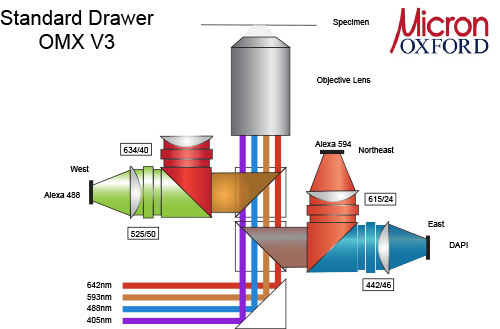 Standard Drawer
OMX V3
Micron
OXFORD
Specimen
Objective Lens
634/40
West
Alexa 488
525/50
Alexa 594
Northeast
615/24
East
DAPI
442/46
642nm
593nm
488nm
405nm